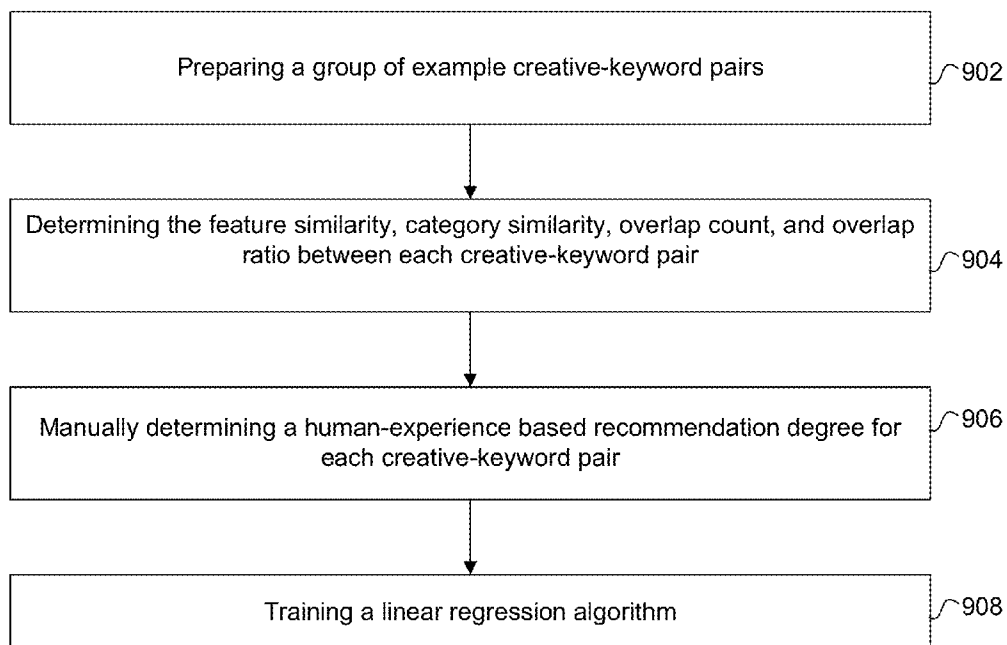 Preparing a group of example creative-keyword pairs
902
Determining the feature similarity, category similarity, overlap count, and overlap
ratio between each creative-keyword pair
904
Manually determining a human-experience based recommendation degree for
each creative-keyword pair
906
Training a linear regression algorithm
908